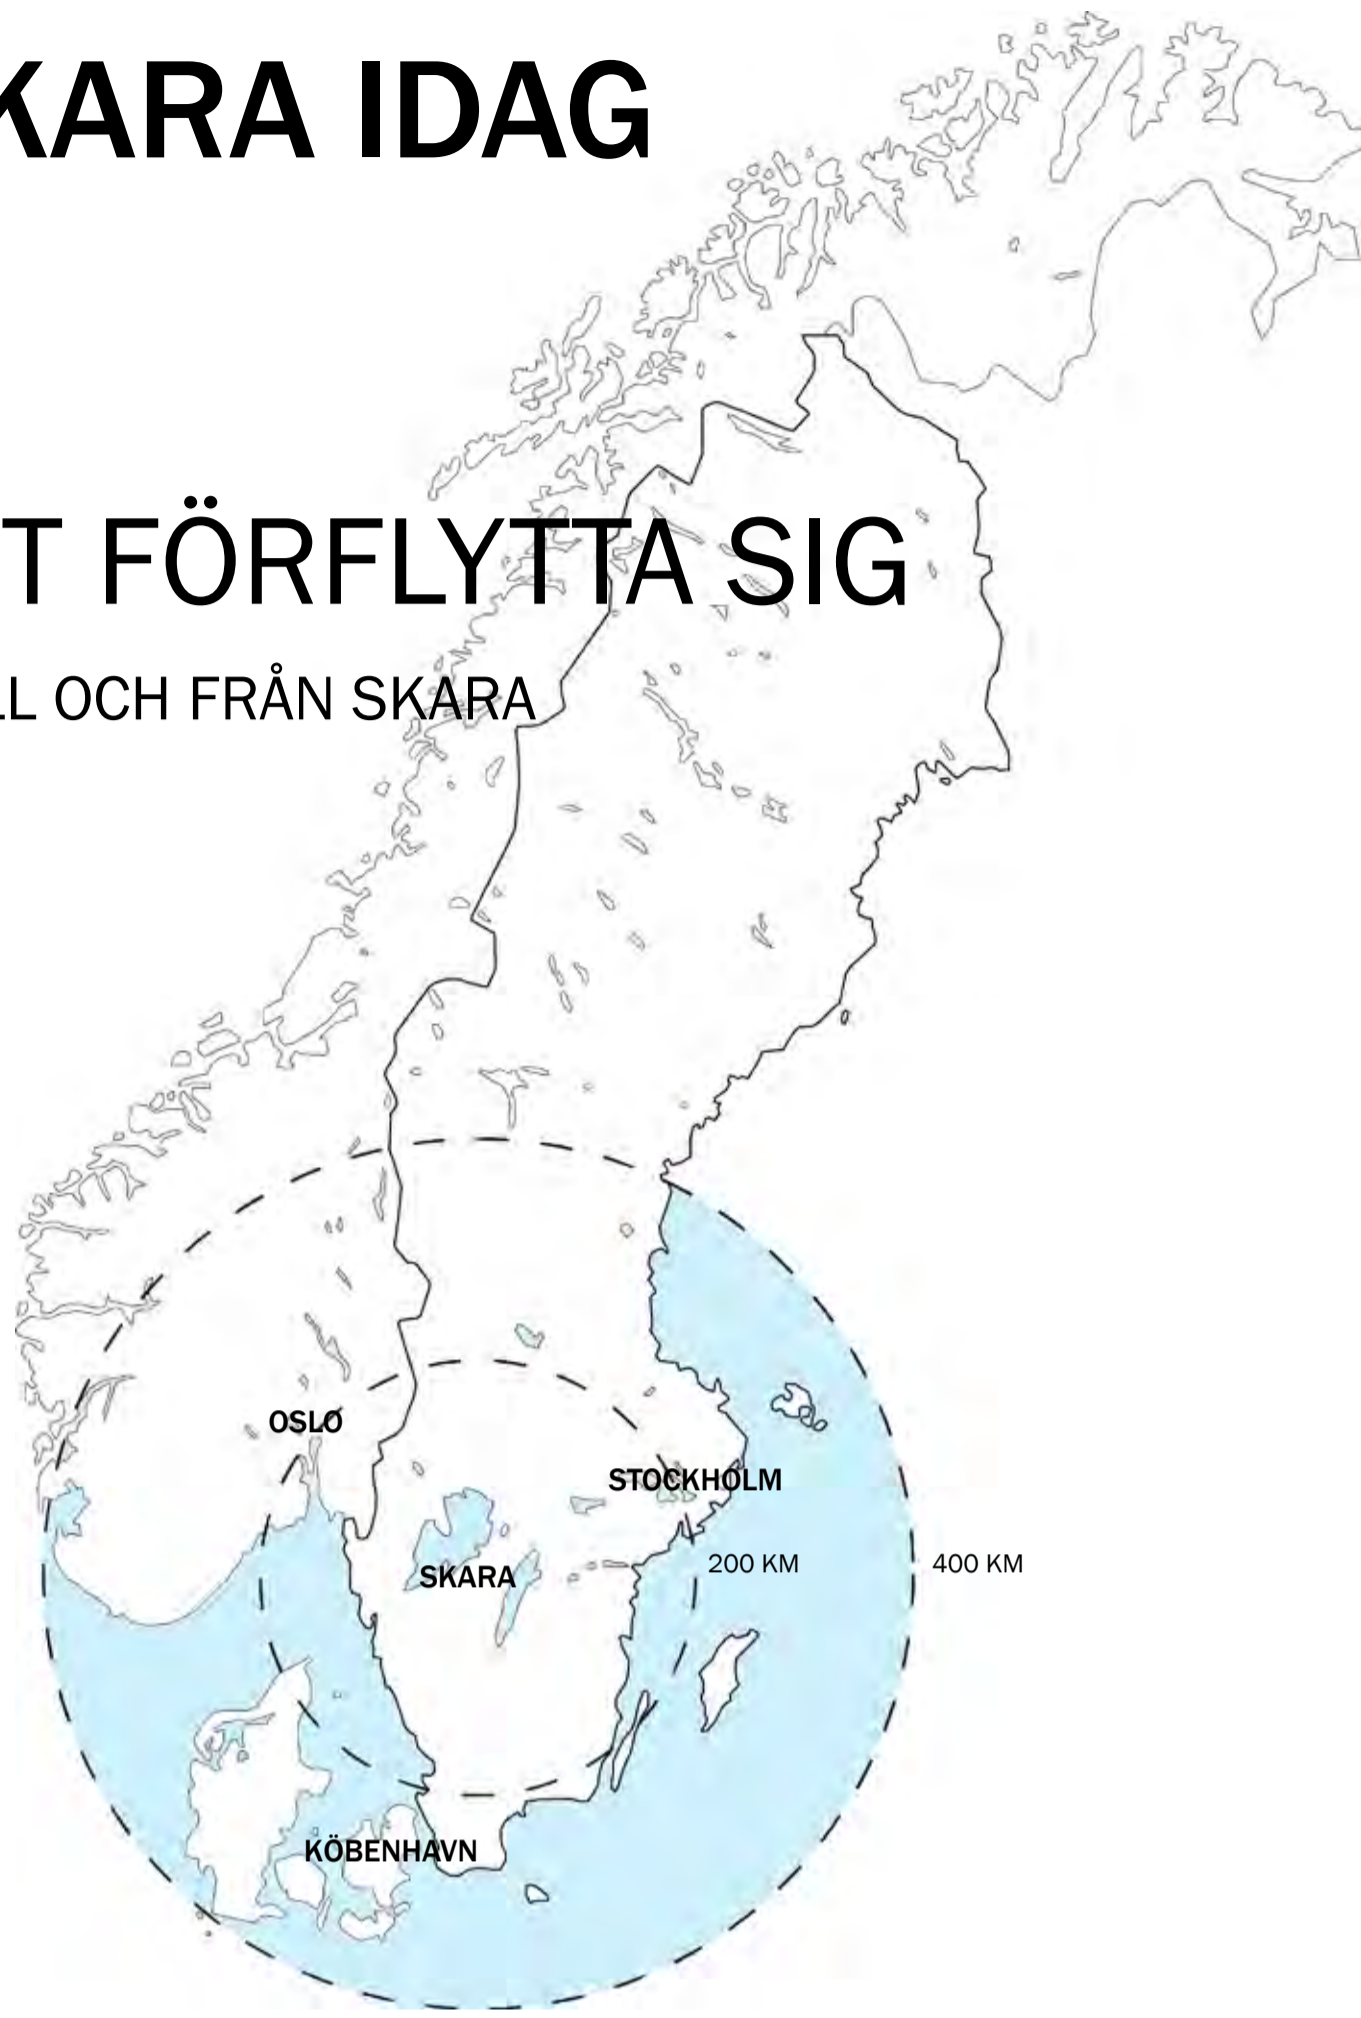 KARA IDAG
T FÖRFLYTTA SIG
LL OCH FRÅN SKARA
OSLO
STOCKHOLM
SKARA
200 KM
400 KM
KÖBENHAVN